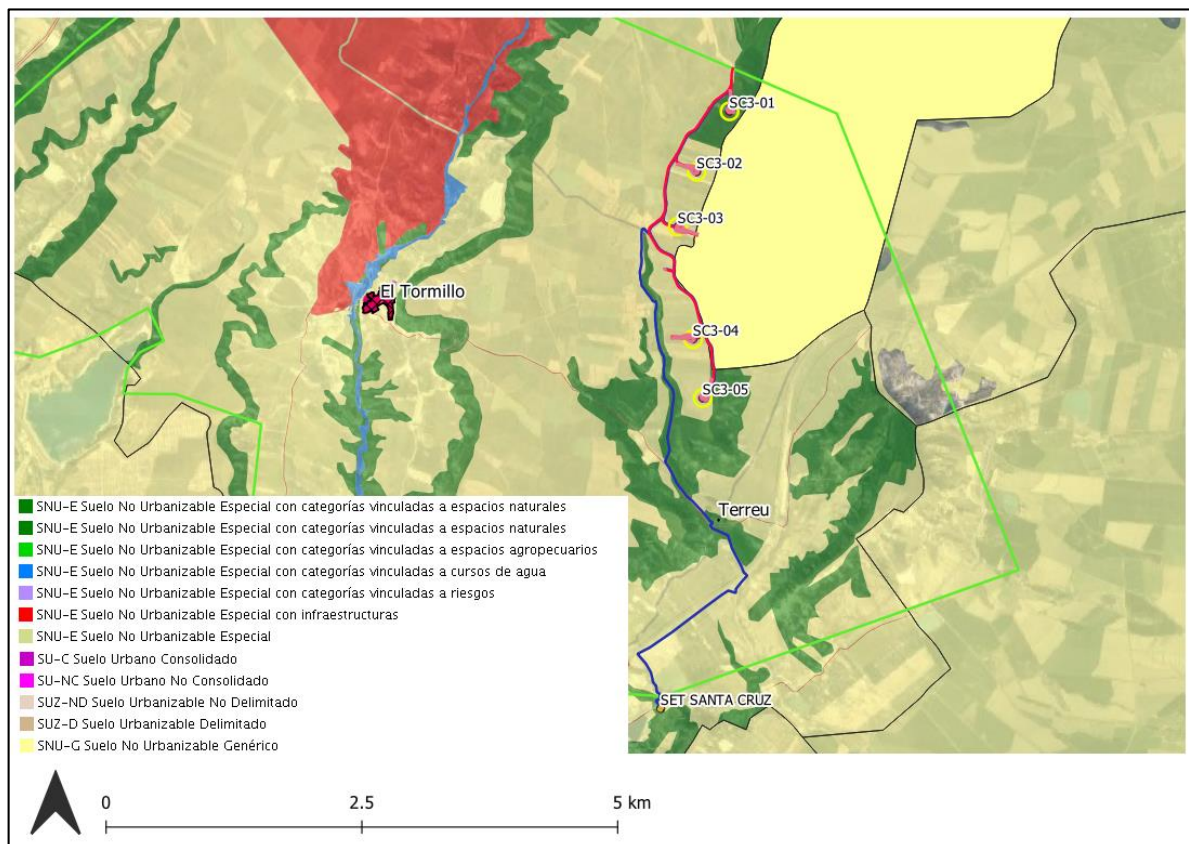 SC3-01
SC3-02
SC3-03
El Tormillo
SC3-04
SC3-05
Terreu
SET SANTA CRUZ
SNU-E Suelo No Urbanizable Especial con categorías vinculadas a espacios naturales
SNU-E Suelo No Urbanizable Especial con categorías vinculadas a espacios naturales
SNU-E Suelo No Urbanizable Especial con categorías vinculadas a espacios agropecuarios
SNU-E Suelo No Urbanizable Especial con categorías vinculadas a cursos de agua
SNU-E Suelo No Urbanizable Especial con categorías vinculadas a riesgos
SNU-E Suelo No Urbanizable Especial con infraestructuras
SNU-E Suelo No Urbanizable Especial
SU-C Suelo Urbano Consolidado
SU-NC Suelo Urbano No Consolidado
SUZ-ND Suelo Urbanizable No Delimitado
SUZ-D Suelo Urbanizable Delimitado
SNU-G Suelo No Urbanizable Genérico
0 2.5 5 km